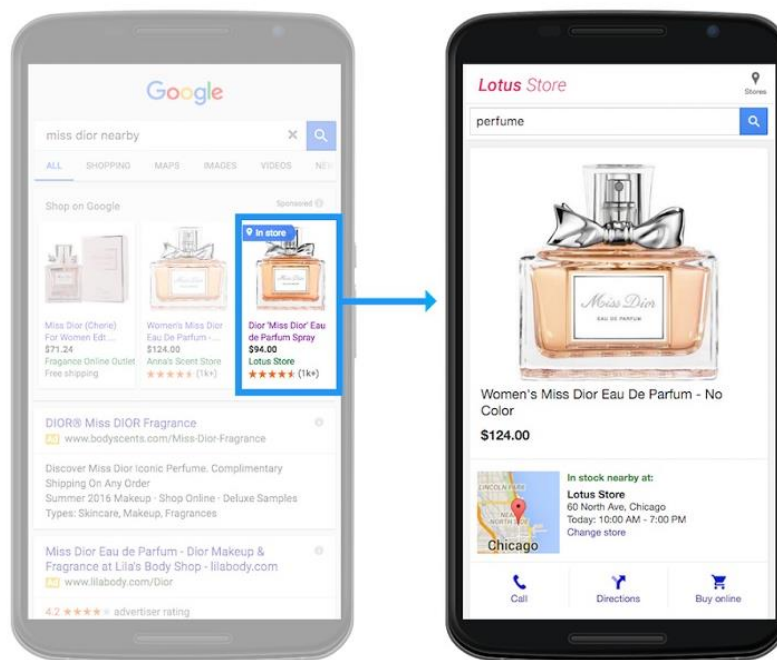 Google
miss dior nearby ×
ALL SHOPPING MAPS IMAGES VIDEOS NE
Shop on Google Sponsored
In store
Miss Dior (Cherie)
For Women Edt ...
$71.24
Fragance Online Outlet
Free shipping
Women's Miss Dior
Eau De Parfum - ...
$124.00
Anna's Scent Store
★★★★★ (1k+)
Dior 'Miss Dior' Eau
de Parfum Spray
$94.00
Lotus Store
★★★★★ (1k+)
DIOR® Miss DIOR Fragrance
Ad www.bodyscents.com/Miss-Dior-Fragrance
Discover Miss Dior Iconic Perfume. Complimentary
Shipping On Any Order
Summer 2016 Makeup · Shop Online · Deluxe Samples
Types: Skincare, Makeup, Fragrances
Miss Dior Eau de Parfum - Dior Makeup &
Fragrance at Lila's Body Shop - lilabody.com
Ad www.lilabody.com/Dior
4.2 ★★★★★ advertiser rating
Lotus Store
Stores
perfume
Miss Dior
EAU DE PARFUM
Women's Miss Dior Eau De Parfum - No
Color
$124.00
LINCOLN PARK
NEAR
NORTH SIDE
Chicago
In stock nearby at:
Lotus Store
60 North Ave, Chicago
Today: 10:00 AM - 7:00 PM
Change store
Call Directions Buy online